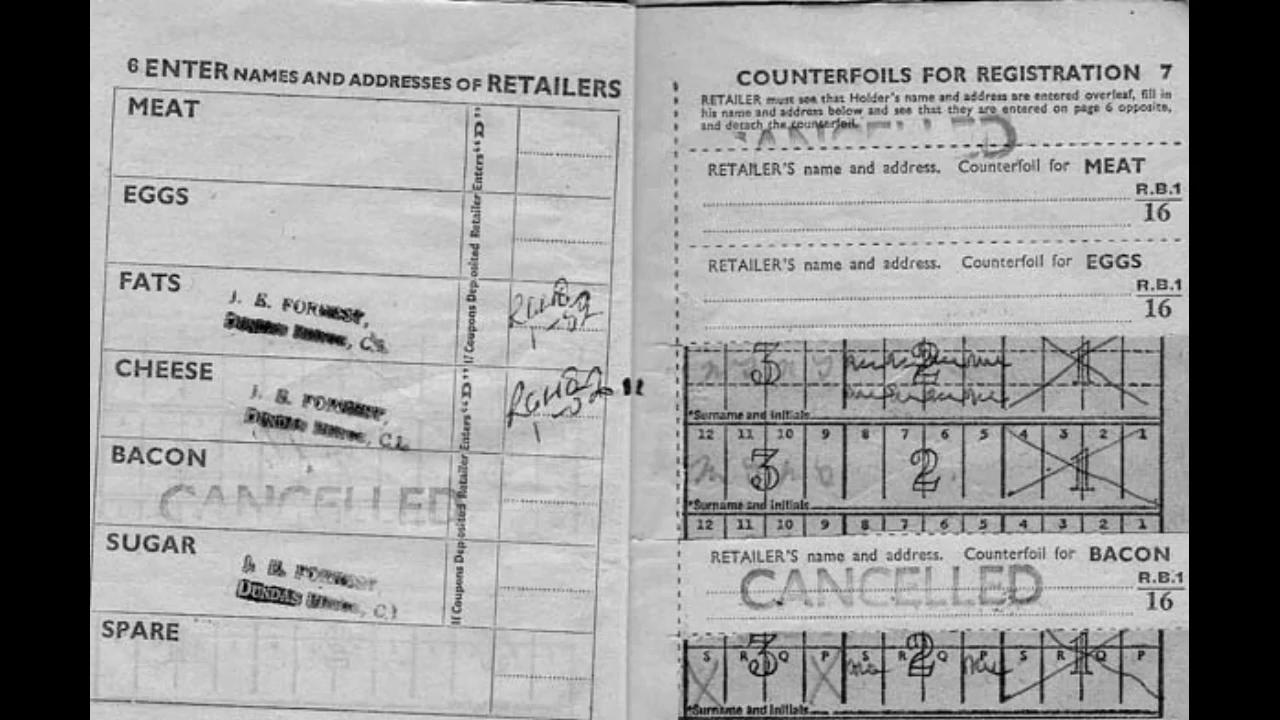 6 ENTER NAMES AND ADDRESSES OF RETAILERS
MEAT
EGGS
FATS
J. E. FORREST,
CHEESE
J. E. FORREST,
BACON
CANCELLED
SUGAR
J. E. FORREST,
DUNDAS
SPARE
If Coupons Deposited Retailer Enters "D"
If Coupons Deposited Retailer Enters "D"
COUNTERFOILS FOR REGISTRATION 7
RETAILER must see that Holder's name and address are entered overleaf, fill in
his name and address below and see that they are entered on page 6 opposite,
and detach the counterfoil.
CANCELLED
RETAILER'S name and address. Counterfoil for MEAT
R.B.1
16
RETAILER'S name and address. Counterfoil for EGGS
R.B.1
16
3 2 1
*Surname and Initials
12 11 10 9 8 7 6 5 4 3 2 1
3 2 1
*Surname and Initials
12 11 10 9 8 7 6 5 4 3 2 1
RETAILER'S name and address. Counterfoil for BACON
CANCELLED
R.B.1
16
3 2 1
S R Q P S R Q P S R Q P
*Surname and Initials